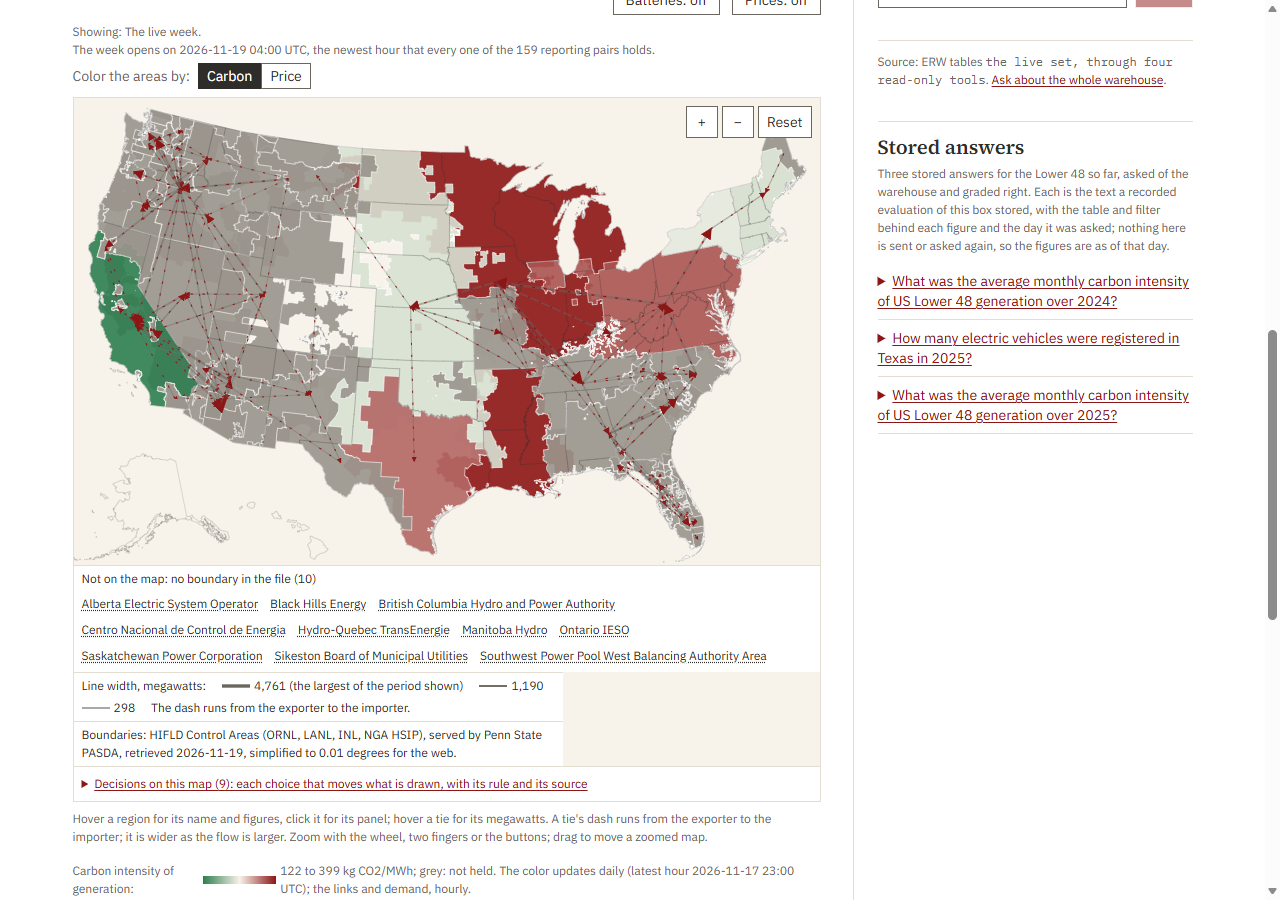 Batteries: off
Prices: off
Showing: The live week.
The week opens on 2026-11-19 04:00 UTC, the newest hour that every one of the 159 reporting pairs holds.
Color the areas by: Carbon Price
+ − Reset
Not on the map: no boundary in the file (10)
Alberta Electric System Operator Black Hills Energy British Columbia Hydro and Power Authority
Centro Nacional de Control de Energia Hydro-Quebec TransEnergie Manitoba Hydro Ontario IESO
Saskatchewan Power Corporation Sikeston Board of Municipal Utilities Southwest Power Pool West Balancing Authority Area
Line width, megawatts: 4,761 (the largest of the period shown) 1,190
298 The dash runs from the exporter to the importer.
Boundaries: HIFLD Control Areas (ORNL, LANL, INL, NGA HSIP), served by Penn State
PASDA, retrieved 2026-11-19, simplified to 0.01 degrees for the web.
Decisions on this map (9): each choice that moves what is drawn, with its rule and its source
Hover a region for its name and figures, click it for its panel; hover a tie for its megawatts. A tie's dash runs from the exporter to the
importer; it is wider as the flow is larger. Zoom with the wheel, two fingers or the buttons; drag to move a zoomed map.
Carbon intensity of
generation:
122 to 399 kg CO2/MWh; grey: not held. The color updates daily (latest hour 2026-11-17 23:00
UTC); the links and demand, hourly.
Source: ERW tables the live set, through four
read-only tools. Ask about the whole warehouse.
Stored answers
Three stored answers for the Lower 48 so far, asked of the
warehouse and graded right. Each is the text a recorded
evaluation of this box stored, with the table and filter
behind each figure and the day it was asked; nothing here
is sent or asked again, so the figures are as of that day.
What was the average monthly carbon intensity
of US Lower 48 generation over 2024?
How many electric vehicles were registered in
Texas in 2025?
What was the average monthly carbon intensity
of US Lower 48 generation over 2025?